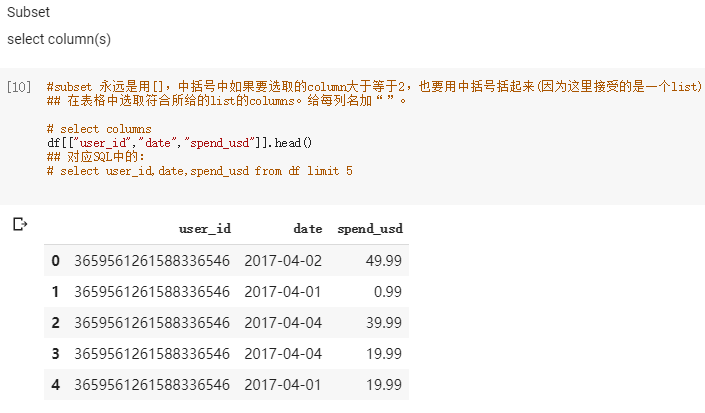 Subset
select column(s)
[10] #subset 永远是用[]，中括号中如果要选取的column大于等于2，也要用中括号括起来(因为这里接受的是一个list)
## 在表格中选取符合所给的list的columns。给每列名加“”。
# select columns
df[["user_id","date","spend_usd"]].head()
## 对应SQL中的：
# select user_id,date,spend_usd from df limit 5
user_id date spend_usd
0 3659561261588336546 2017-04-02 49.99
1 3659561261588336546 2017-04-01 0.99
2 3659561261588336546 2017-04-04 39.99
3 3659561261588336546 2017-04-04 19.99
4 3659561261588336546 2017-04-01 19.99